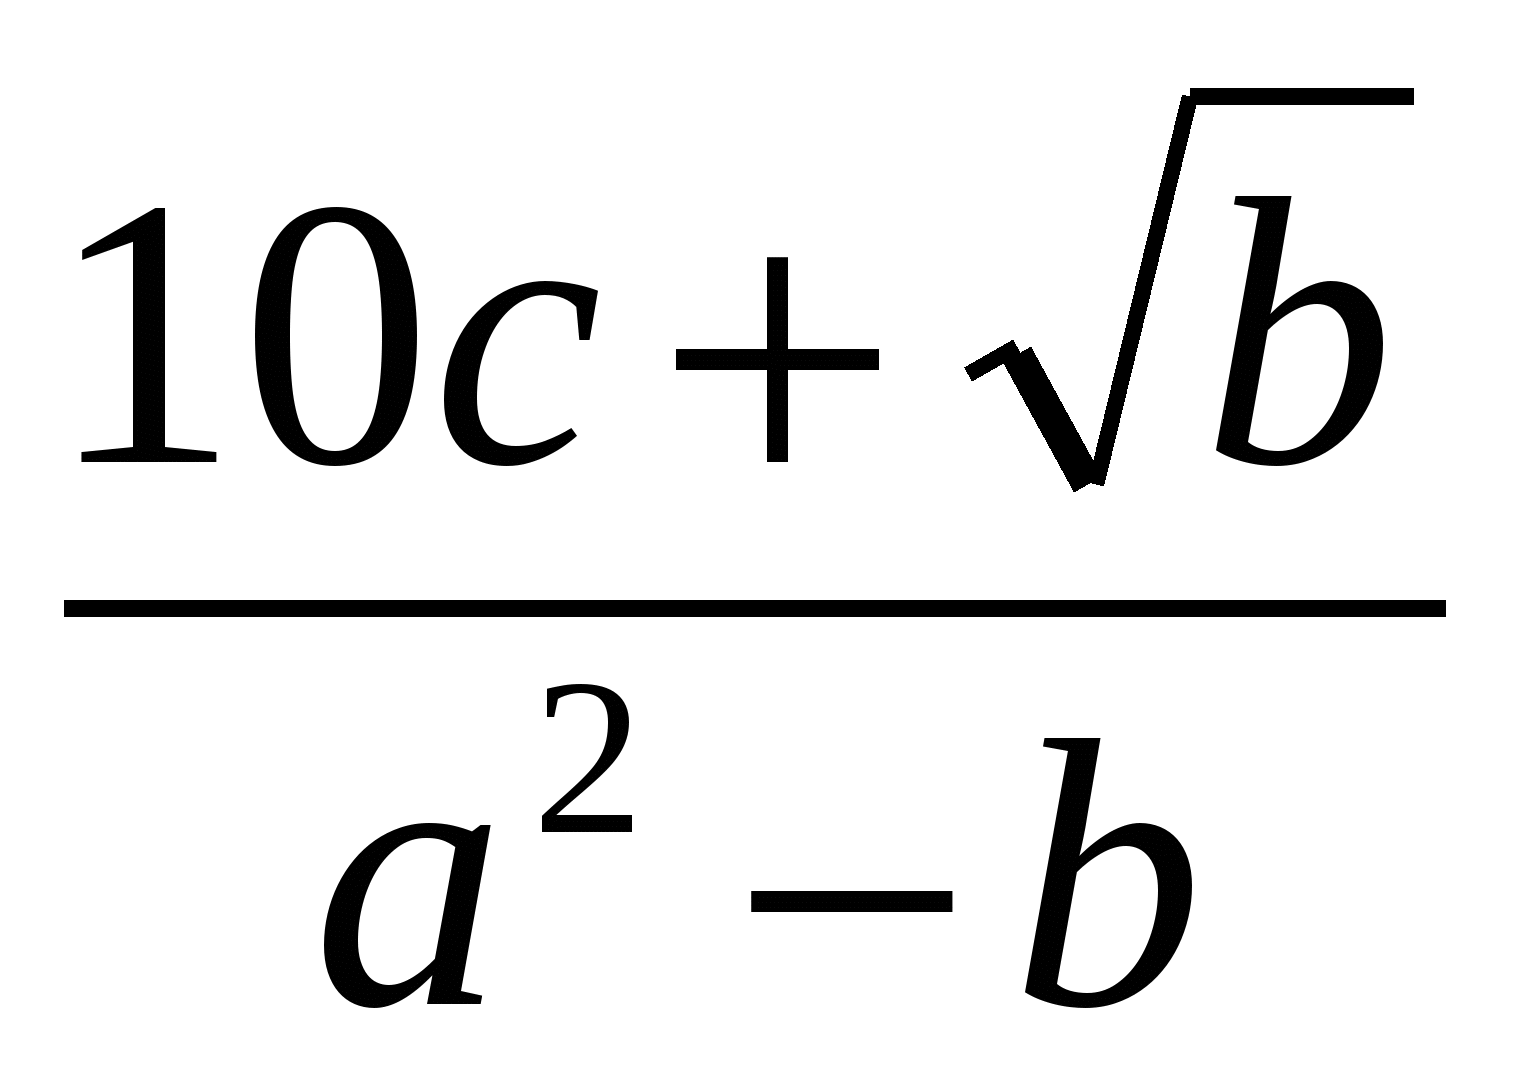 10c + √b
a² − b